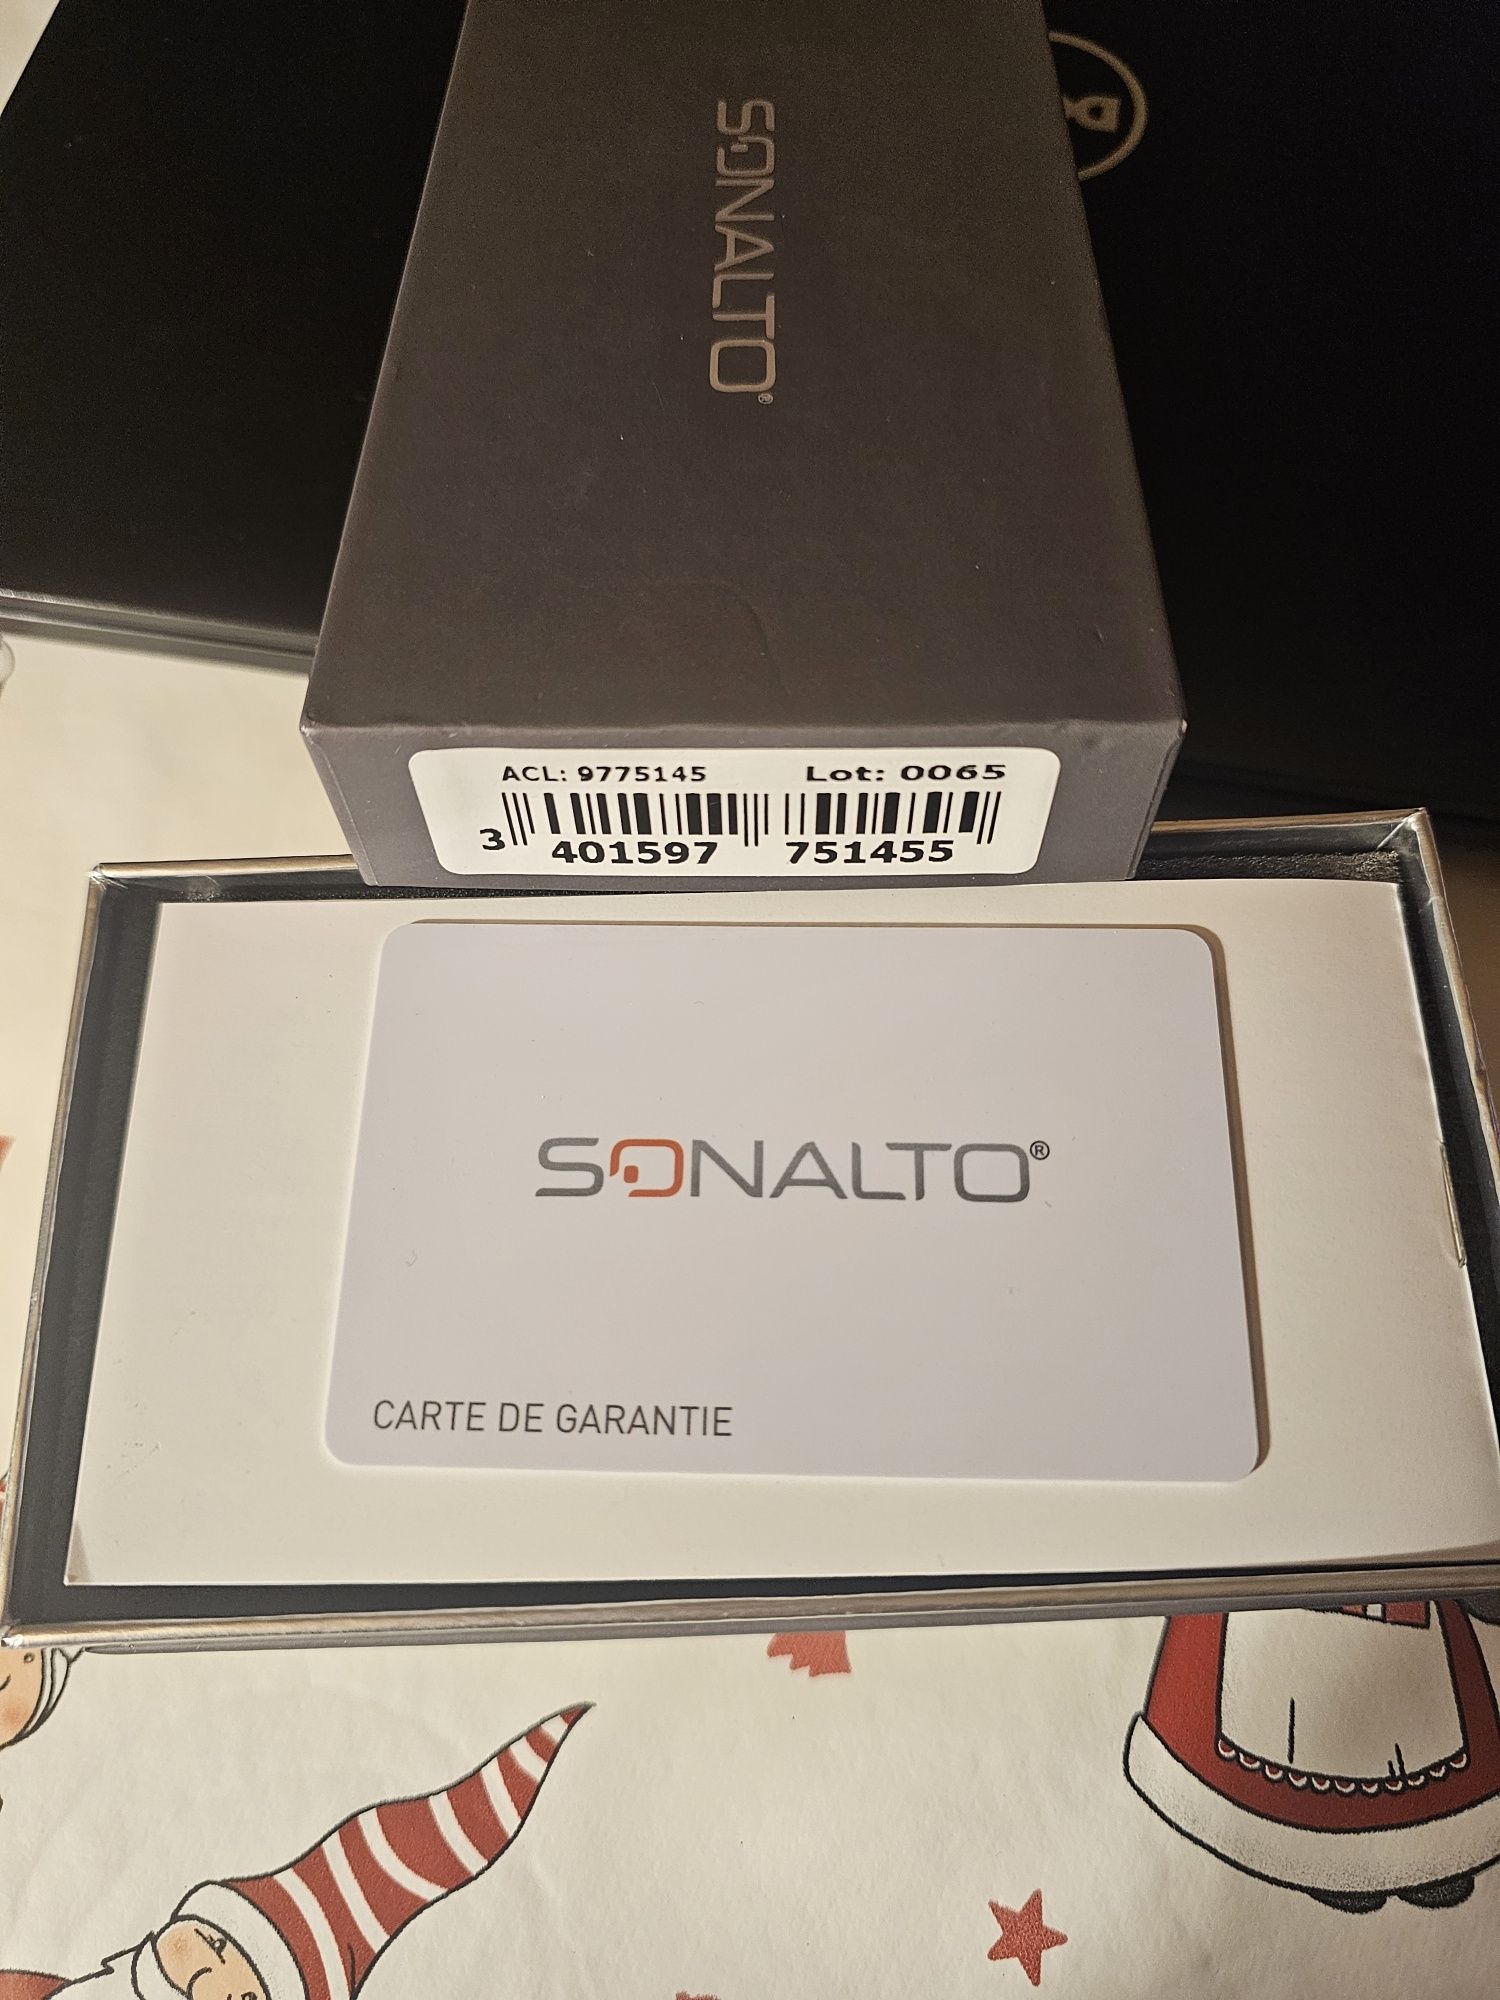 SONALTO®
ACL: 9775145 Lot: 0065
3 401597 751455
SONALTO®
CARTE DE GARANTIE